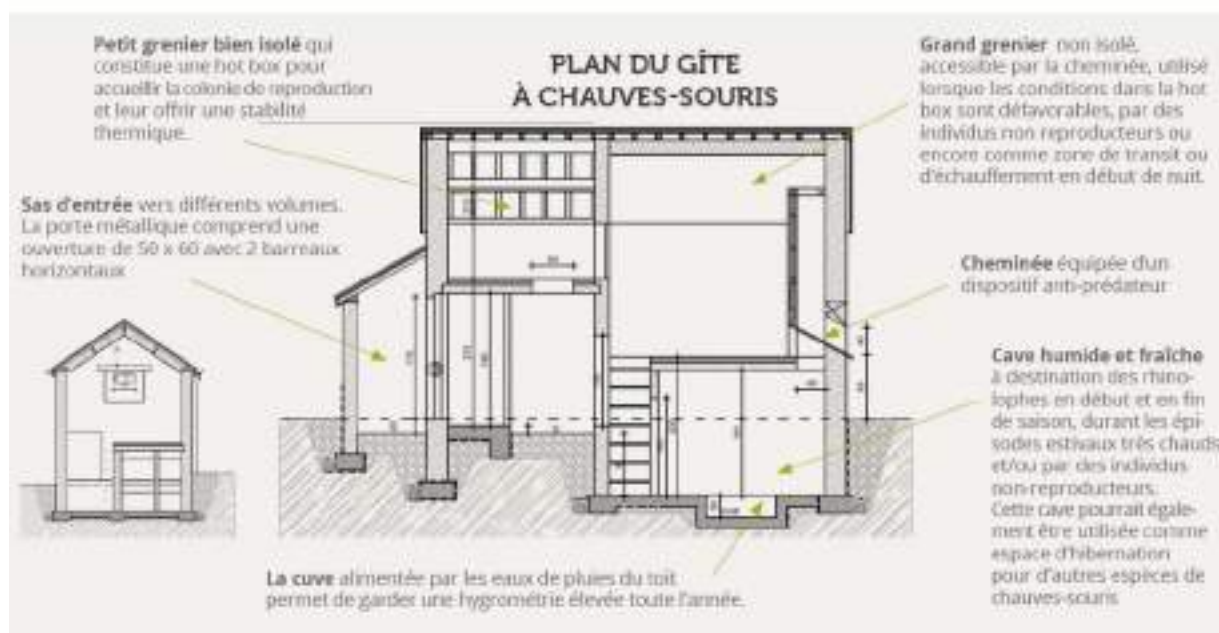 Petit grenier bien isolé qui
constitue une hot box pour
accueillir la colonie de reproduction
et leur offrir une stabilité
thermique.
PLAN DU GÎTE
À CHAUVES-SOURIS
Grand grenier non isolé,
accessible par la cheminée, utilisé
lorsque les conditions dans la hot
box sont défavorables, par des
individus non reproducteurs ou
encore comme zone de transit ou
d'échauffement en début de nuit.
Sas d'entrée vers différents volumes.
La porte métallique comprend une
ouverture de 50 x 60 avec 2 barreaux
horizontaux
Cheminée équipée d'un
dispositif anti-prédateur
Cave humide et fraîche
à destination des rhino-
lophes en début et en fin
de saison, durant les épi-
sodes estivaux très chauds
et/ou par des individus
non-reproducteurs.
Cette cave pourrait égale-
ment être utilisée comme
espace d'hibernation
pour d'autres espèces de
chauves-souris
La cuve alimentée par les eaux de pluies du toit
permet de garder une hygrométrie élevée toute l'année.